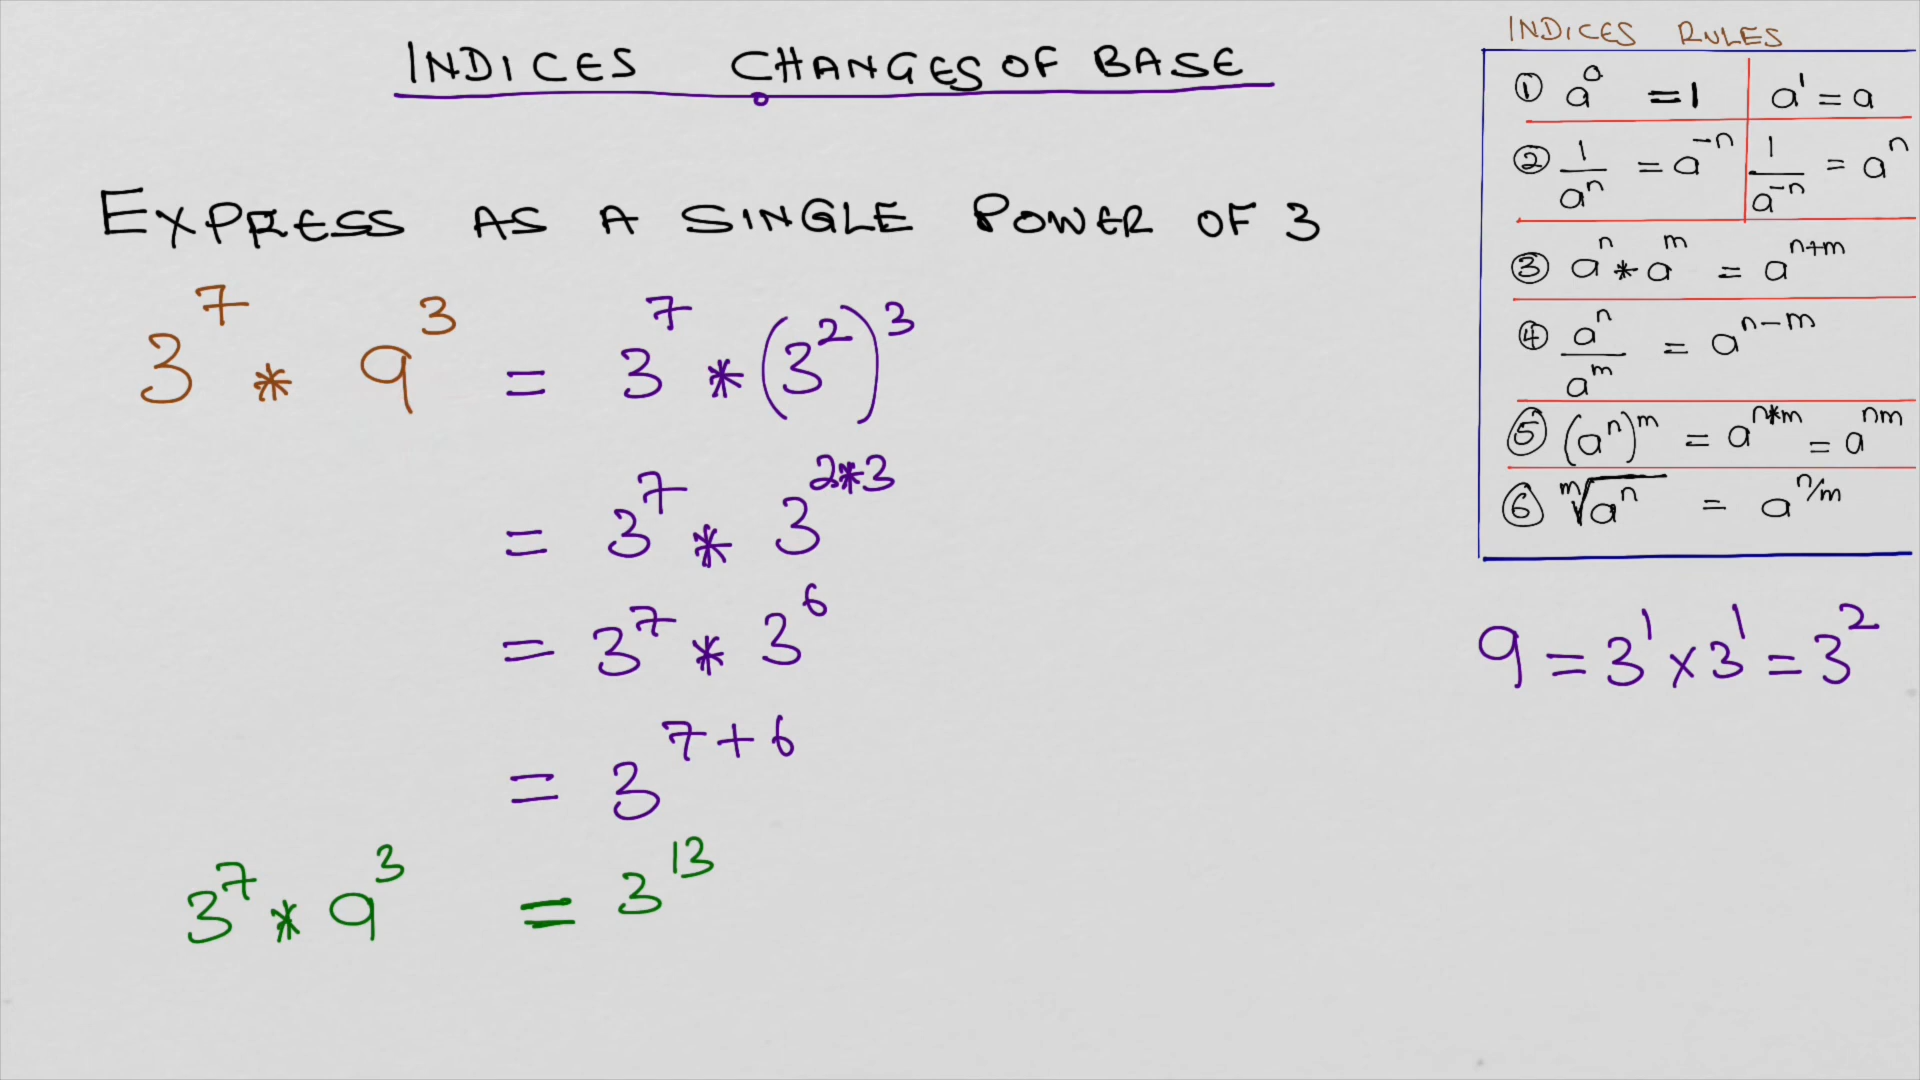 INDICES CHANGES OF BASE
EXPRESS AS A SINGLE POWER OF 3
3^7 * 9^3 = 3^7 * (3^2)^3
= 3^7 * 3^(2*3)
= 3^7 * 3^6
= 3^(7+6)
3^7 * 9^3 = 3^13
INDICES RULES
① a^0 = 1 | a^1 = a
② 1/a^n = a^(-n) | 1/a^(-n) = a^n
③ a^n * a^m = a^(n+m)
④ a^n/a^m = a^(n-m)
⑤ (a^n)^m = a^(n*m) = a^(nm)
⑥ m√(a^n) = a^(n/m)
9 = 3^1 × 3^1 = 3^2